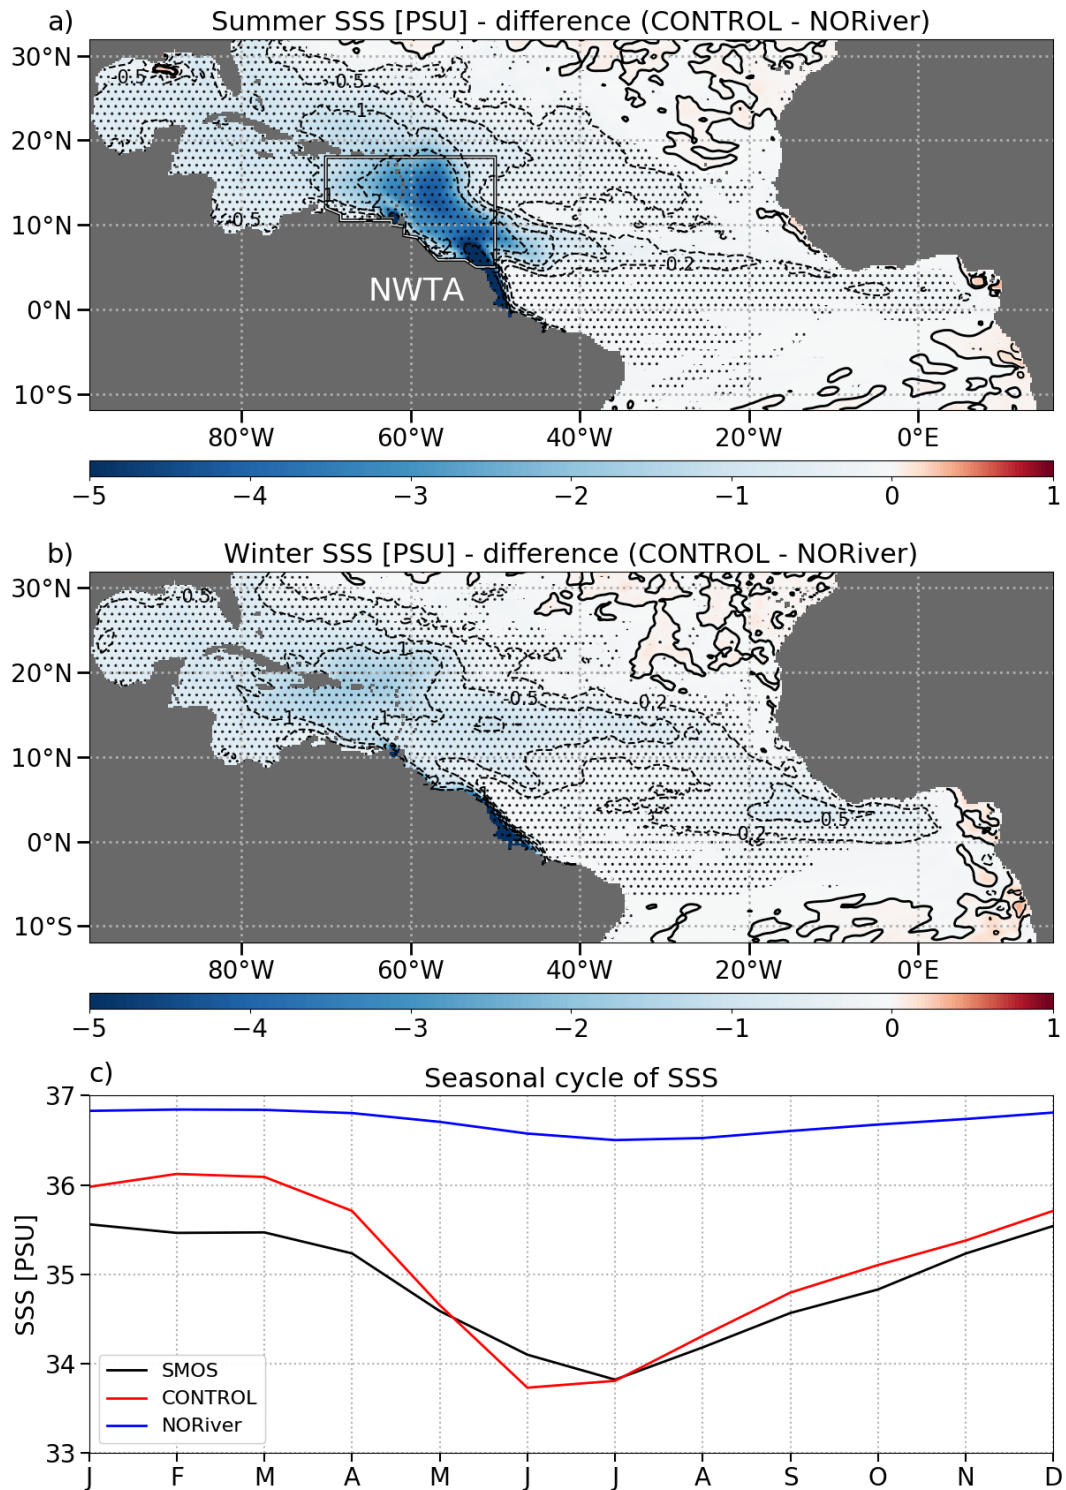 a) Summer SSS [PSU] - difference (CONTROL - NORiver)
30°N
20°N
10°N
0°N
10°S
0.5
0.5
1
1
2
2
2
0.5
0.2
NWTA
80°W 60°W 40°W 20°W 0°E
−5 −4 −3 −2 −1 0 1
b) Winter SSS [PSU] - difference (CONTROL - NORiver)
30°N
20°N
10°N
0°N
10°S
0.5
1
0.5
0.2
1
1
2
0.5
0.2
80°W 60°W 40°W 20°W 0°E
−5 −4 −3 −2 −1 0 1
c) Seasonal cycle of SSS
37
36
35
34
33
SSS [PSU]
SMOS
CONTROL
NORiver
J F M A M J J A S O N D